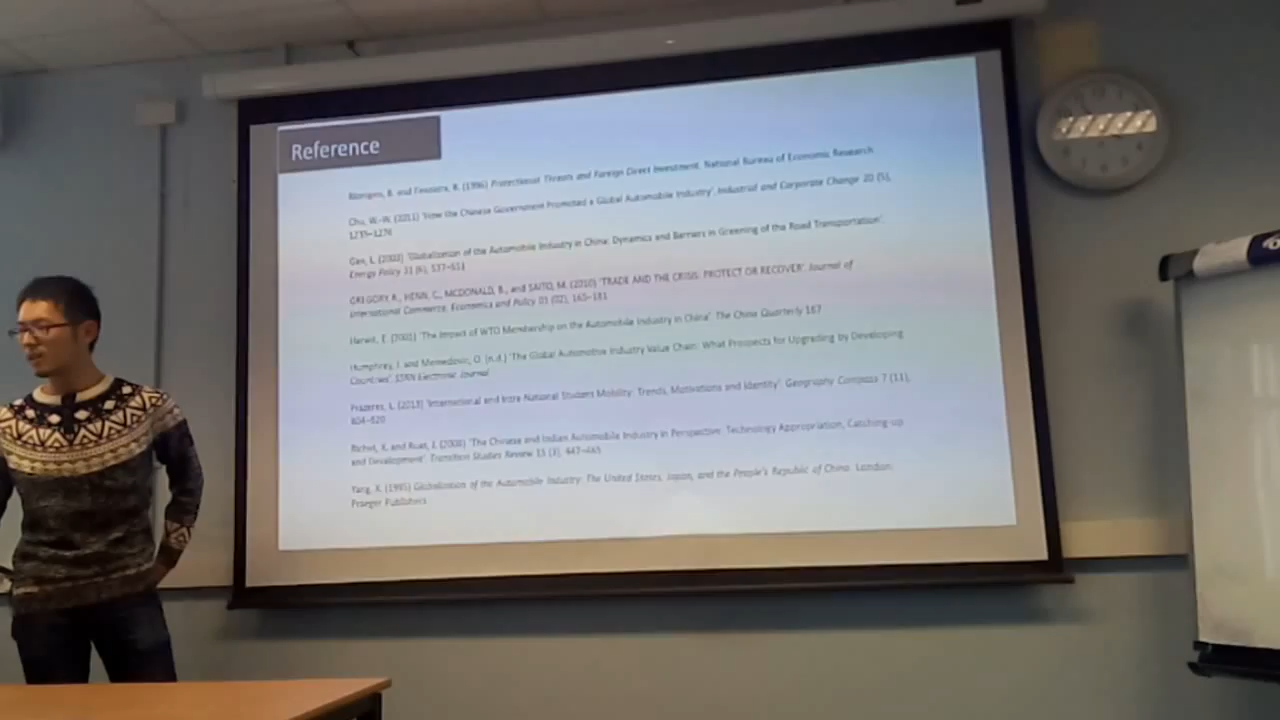 Reference
and Feenstra, R. (1996) Protectionist Threats and Foreign Direct Investment. National Bureau of Economic Research
Chu, W.-W. (2011) 'How the Chinese Government Promoted a Global Automobile Industry'. Industrial and Corporate Change 20 (5),
1235–1276
Gan, L. (2003) 'Globalization of the Automobile Industry in China: Dynamics and Barriers in Greening of the Road Transportation'.
Energy Policy 31 (6), 537–551
GREGORY, R., HENN, C., MCDONALD, B., and SAITO, M. (2010) 'TRADE AND THE CRISIS: PROTECT OR RECOVER'. Journal of
International Commerce, Economics and Policy 01 (02), 165–181
Harwit, E. (2001) 'The Impact of WTO Membership on the Automobile Industry in China'. The China Quarterly 167
Humphrey, J. and Memedovic, O. (n.d.) 'The Global Automotive Industry Value Chain: What Prospects for Upgrading by Developing
Countries'. SSRN Electronic Journal
Prazeres, L. (2013) 'International and Intra-National Student Mobility: Trends, Motivations and Identity'. Geography Compass 7 (11),
804–820
Richet, X. and Ruet, J. (2008) 'The Chinese and Indian Automobile Industry in Perspective: Technology Appropriation, Catching-up
and Development'. Transition Studies Review 15 (3), 447–465
Yang, X. (1995) Globalization of the Automobile Industry: The United States, Japan, and the People's Republic of China. London:
Praeger Publishers